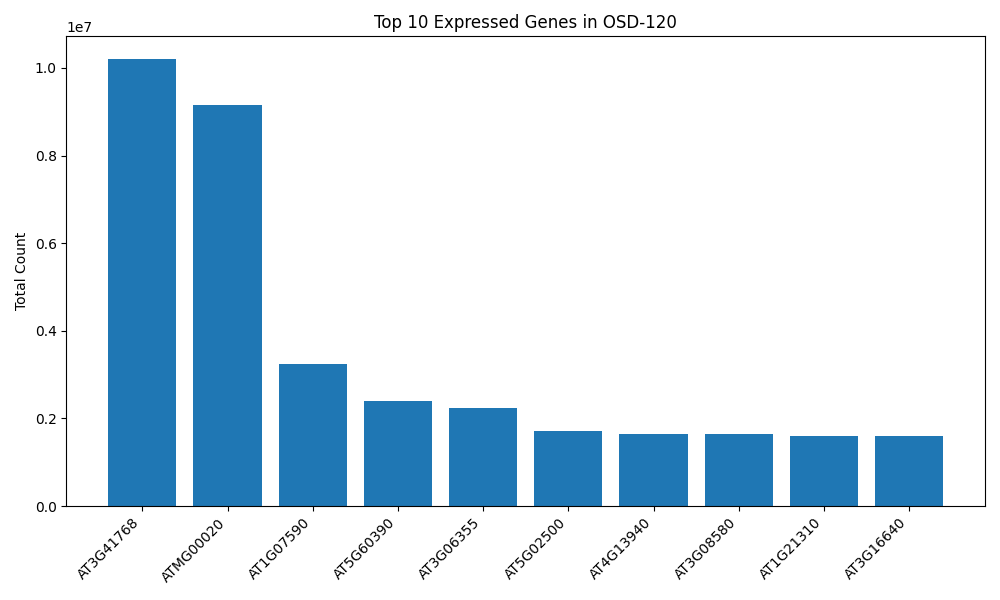 Top 10 Expressed Genes in OSD-120
1e7
Total Count
1.0
0.8
0.6
0.4
0.2
0.0
AT3G41768
ATMG00020
AT1G07590
AT5G60390
AT3G06355
AT5G02500
AT4G13940
AT3G08580
AT1G21310
AT3G16640